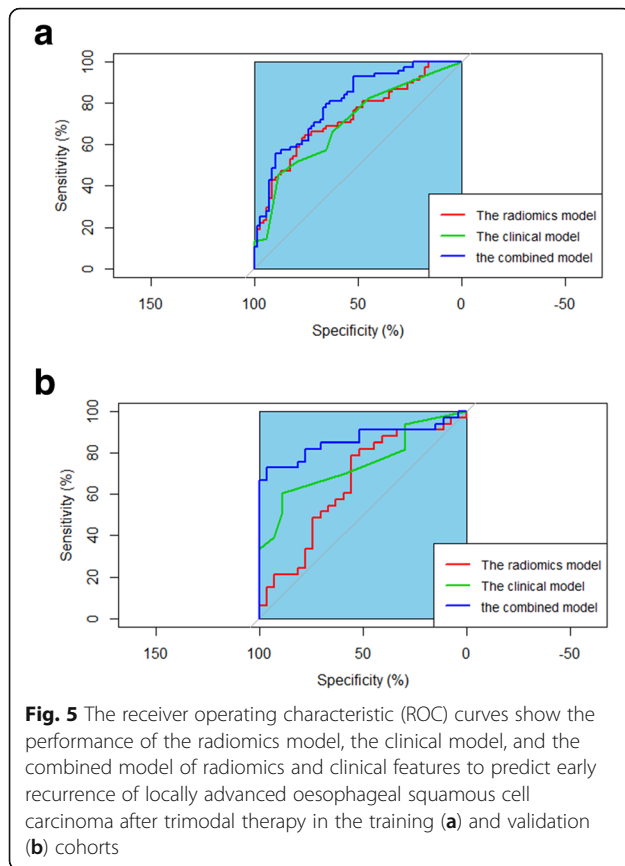 a
Sensitivity (%)
100
80
60
40
20
0
The radiomics model
The clinical model
the combined model
150
100
50
0
-50
Specificity (%)
b
Sensitivity (%)
100
80
60
40
20
0
The radiomics model
The clinical model
the combined model
150
100
50
0
-50
Specificity (%)
Fig. 5 The receiver operating characteristic (ROC) curves show the
performance of the radiomics model, the clinical model, and the
combined model of radiomics and clinical features to predict early
recurrence of locally advanced oesophageal squamous cell
carcinoma after trimodal therapy in the training (a) and validation
(b) cohorts